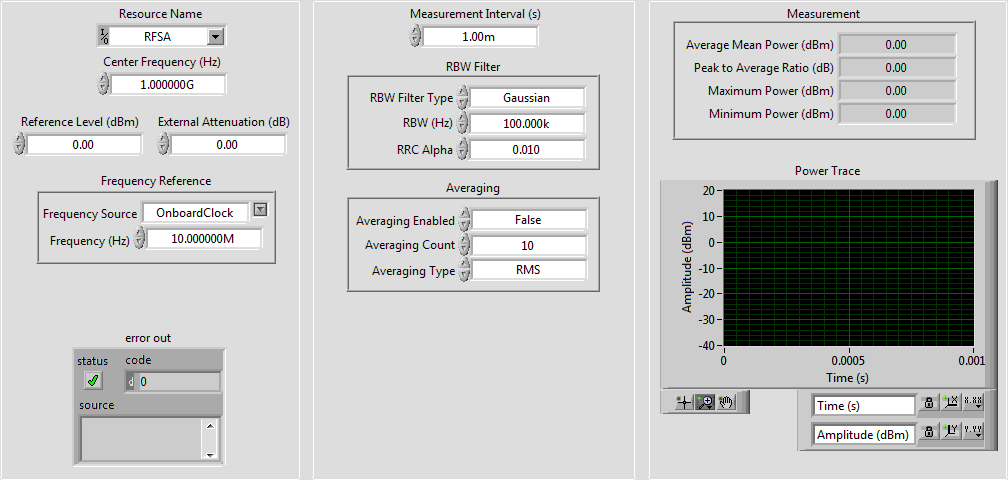 Resource Name
I/O RFSA
Center Frequency (Hz)
1.000000G
Reference Level (dBm) External Attenuation (dB)
0.00 0.00
Frequency Reference
Frequency Source OnboardClock
Frequency (Hz) 10.000000M
error out
status code
d 0
source
Measurement Interval (s)
1.00m
RBW Filter
RBW Filter Type Gaussian
RBW (Hz) 100.000k
RRC Alpha 0.010
Averaging
Averaging Enabled False
Averaging Count 10
Averaging Type RMS
Measurement
Average Mean Power (dBm) 0.00
Peak to Average Ratio (dB) 0.00
Maximum Power (dBm) 0.00
Minimum Power (dBm) 0.00
Power Trace
Amplitude (dBm)
20
10
0
-10
-20
-30
-40
0 0.0005 0.001
Time (s)
Time (s) X X.XX
Amplitude (dBm) Y Y.YY